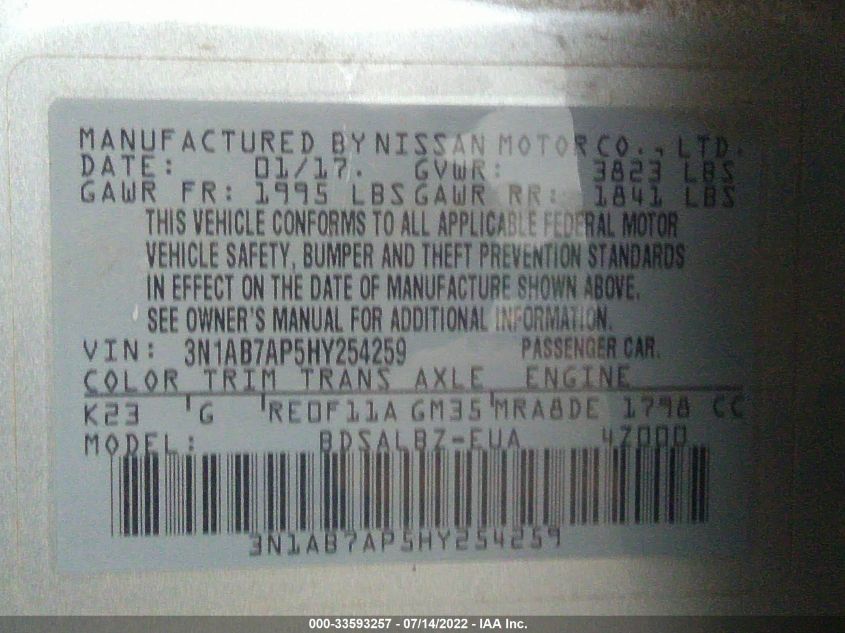 MANUFACTURED BY NISSAN MOTOR CO., LTD.
DATE: 01/17. GVWR: 3823 LBS
GAWR FR: 1995 LBS GAWR RR: 1841 LBS
THIS VEHICLE CONFORMS TO ALL APPLICABLE FEDERAL MOTOR
VEHICLE SAFETY, BUMPER AND THEFT PREVENTION STANDARDS
IN EFFECT ON THE DATE OF MANUFACTURE SHOWN ABOVE.
SEE OWNER'S MANUAL FOR ADDITIONAL INFORMATION.
VIN: 3N1AB7AP5HY254259 PASSENGER CAR.
COLOR TRIM TRANS AXLE ENGINE
K23 G RE0F11A GM35 MRA8DE 1798 CC
MODEL: BDSALBZ-EUA 4Z000
3N1AB7AP5HY254259
000-33593257 - 07/14/2022 - IAA Inc.